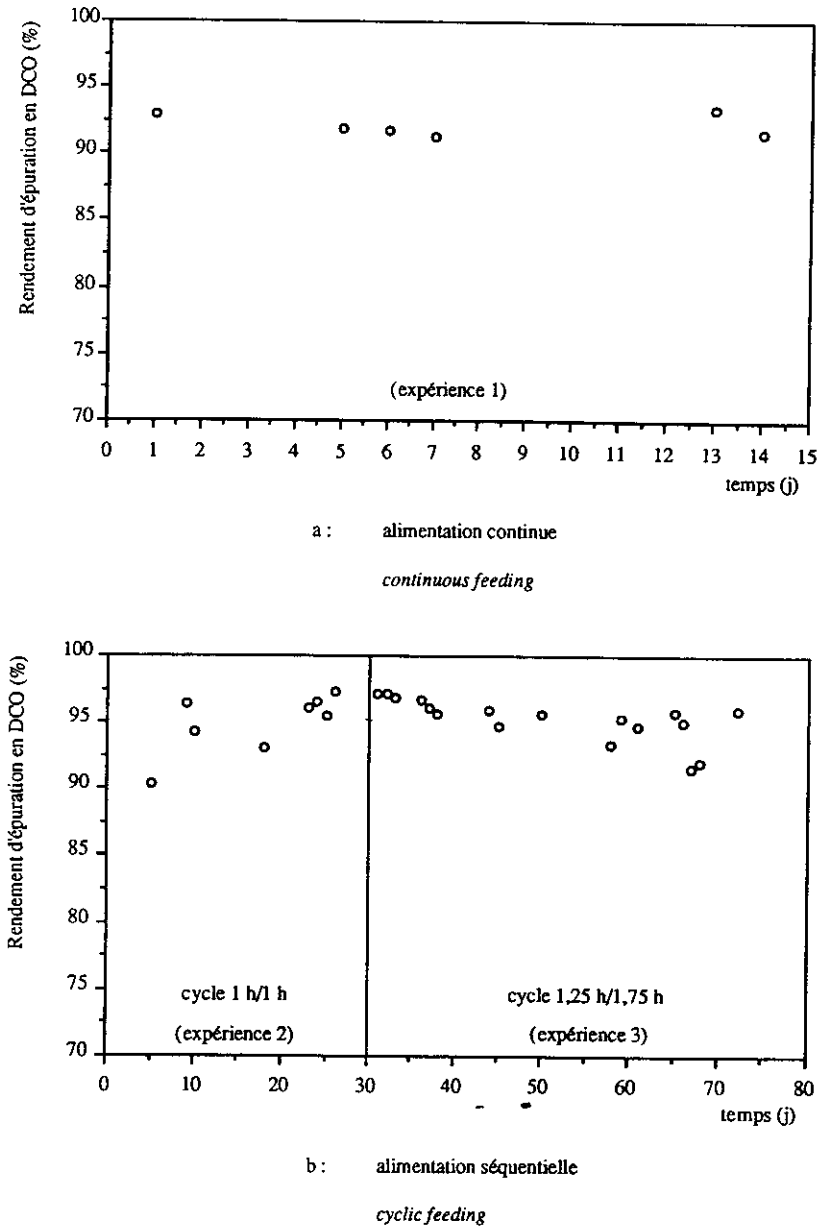 Rendement d'épuration en DCO (%)
100
95
90
85
80
75
70
(expérience 1)
0 1 2 3 4 5 6 7 8 9 10 11 12 13 14 15
temps (j)
a : alimentation continue
continuous feeding
Rendement d'épuration en DCO (%)
100
95
90
85
80
75
70
cycle 1 h/1 h
(expérience 2)
cycle 1,25 h/1,75 h
(expérience 3)
0 10 20 30 40 50 60 70 80
temps (j)
b : alimentation séquentielle
cyclic feeding